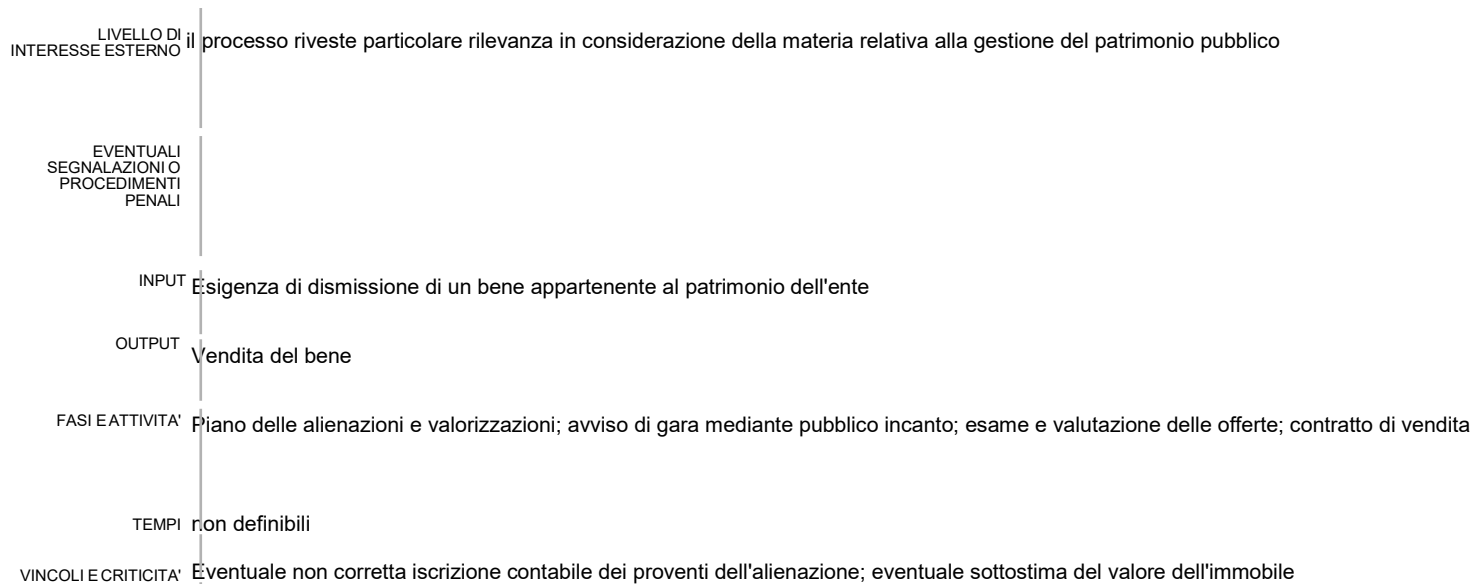 LIVELLO DI
INTERESSE ESTERNO
il processo riveste particolare rilevanza in considerazione della materia relativa alla gestione del patrimonio pubblico
EVENTUALI
SEGNALAZIONI O
PROCEDIMENTI
PENALI
INPUT
Esigenza di dismissione di un bene appartenente al patrimonio dell'ente
OUTPUT
Vendita del bene
FASI E ATTIVITA'
Piano delle alienazioni e valorizzazioni; avviso di gara mediante pubblico incanto; esame e valutazione delle offerte; contratto di vendita
TEMPI
non definibili
VINCOLI E CRITICITA'
Eventuale non corretta iscrizione contabile dei proventi dell'alienazione; eventuale sottostima del valore dell'immobile